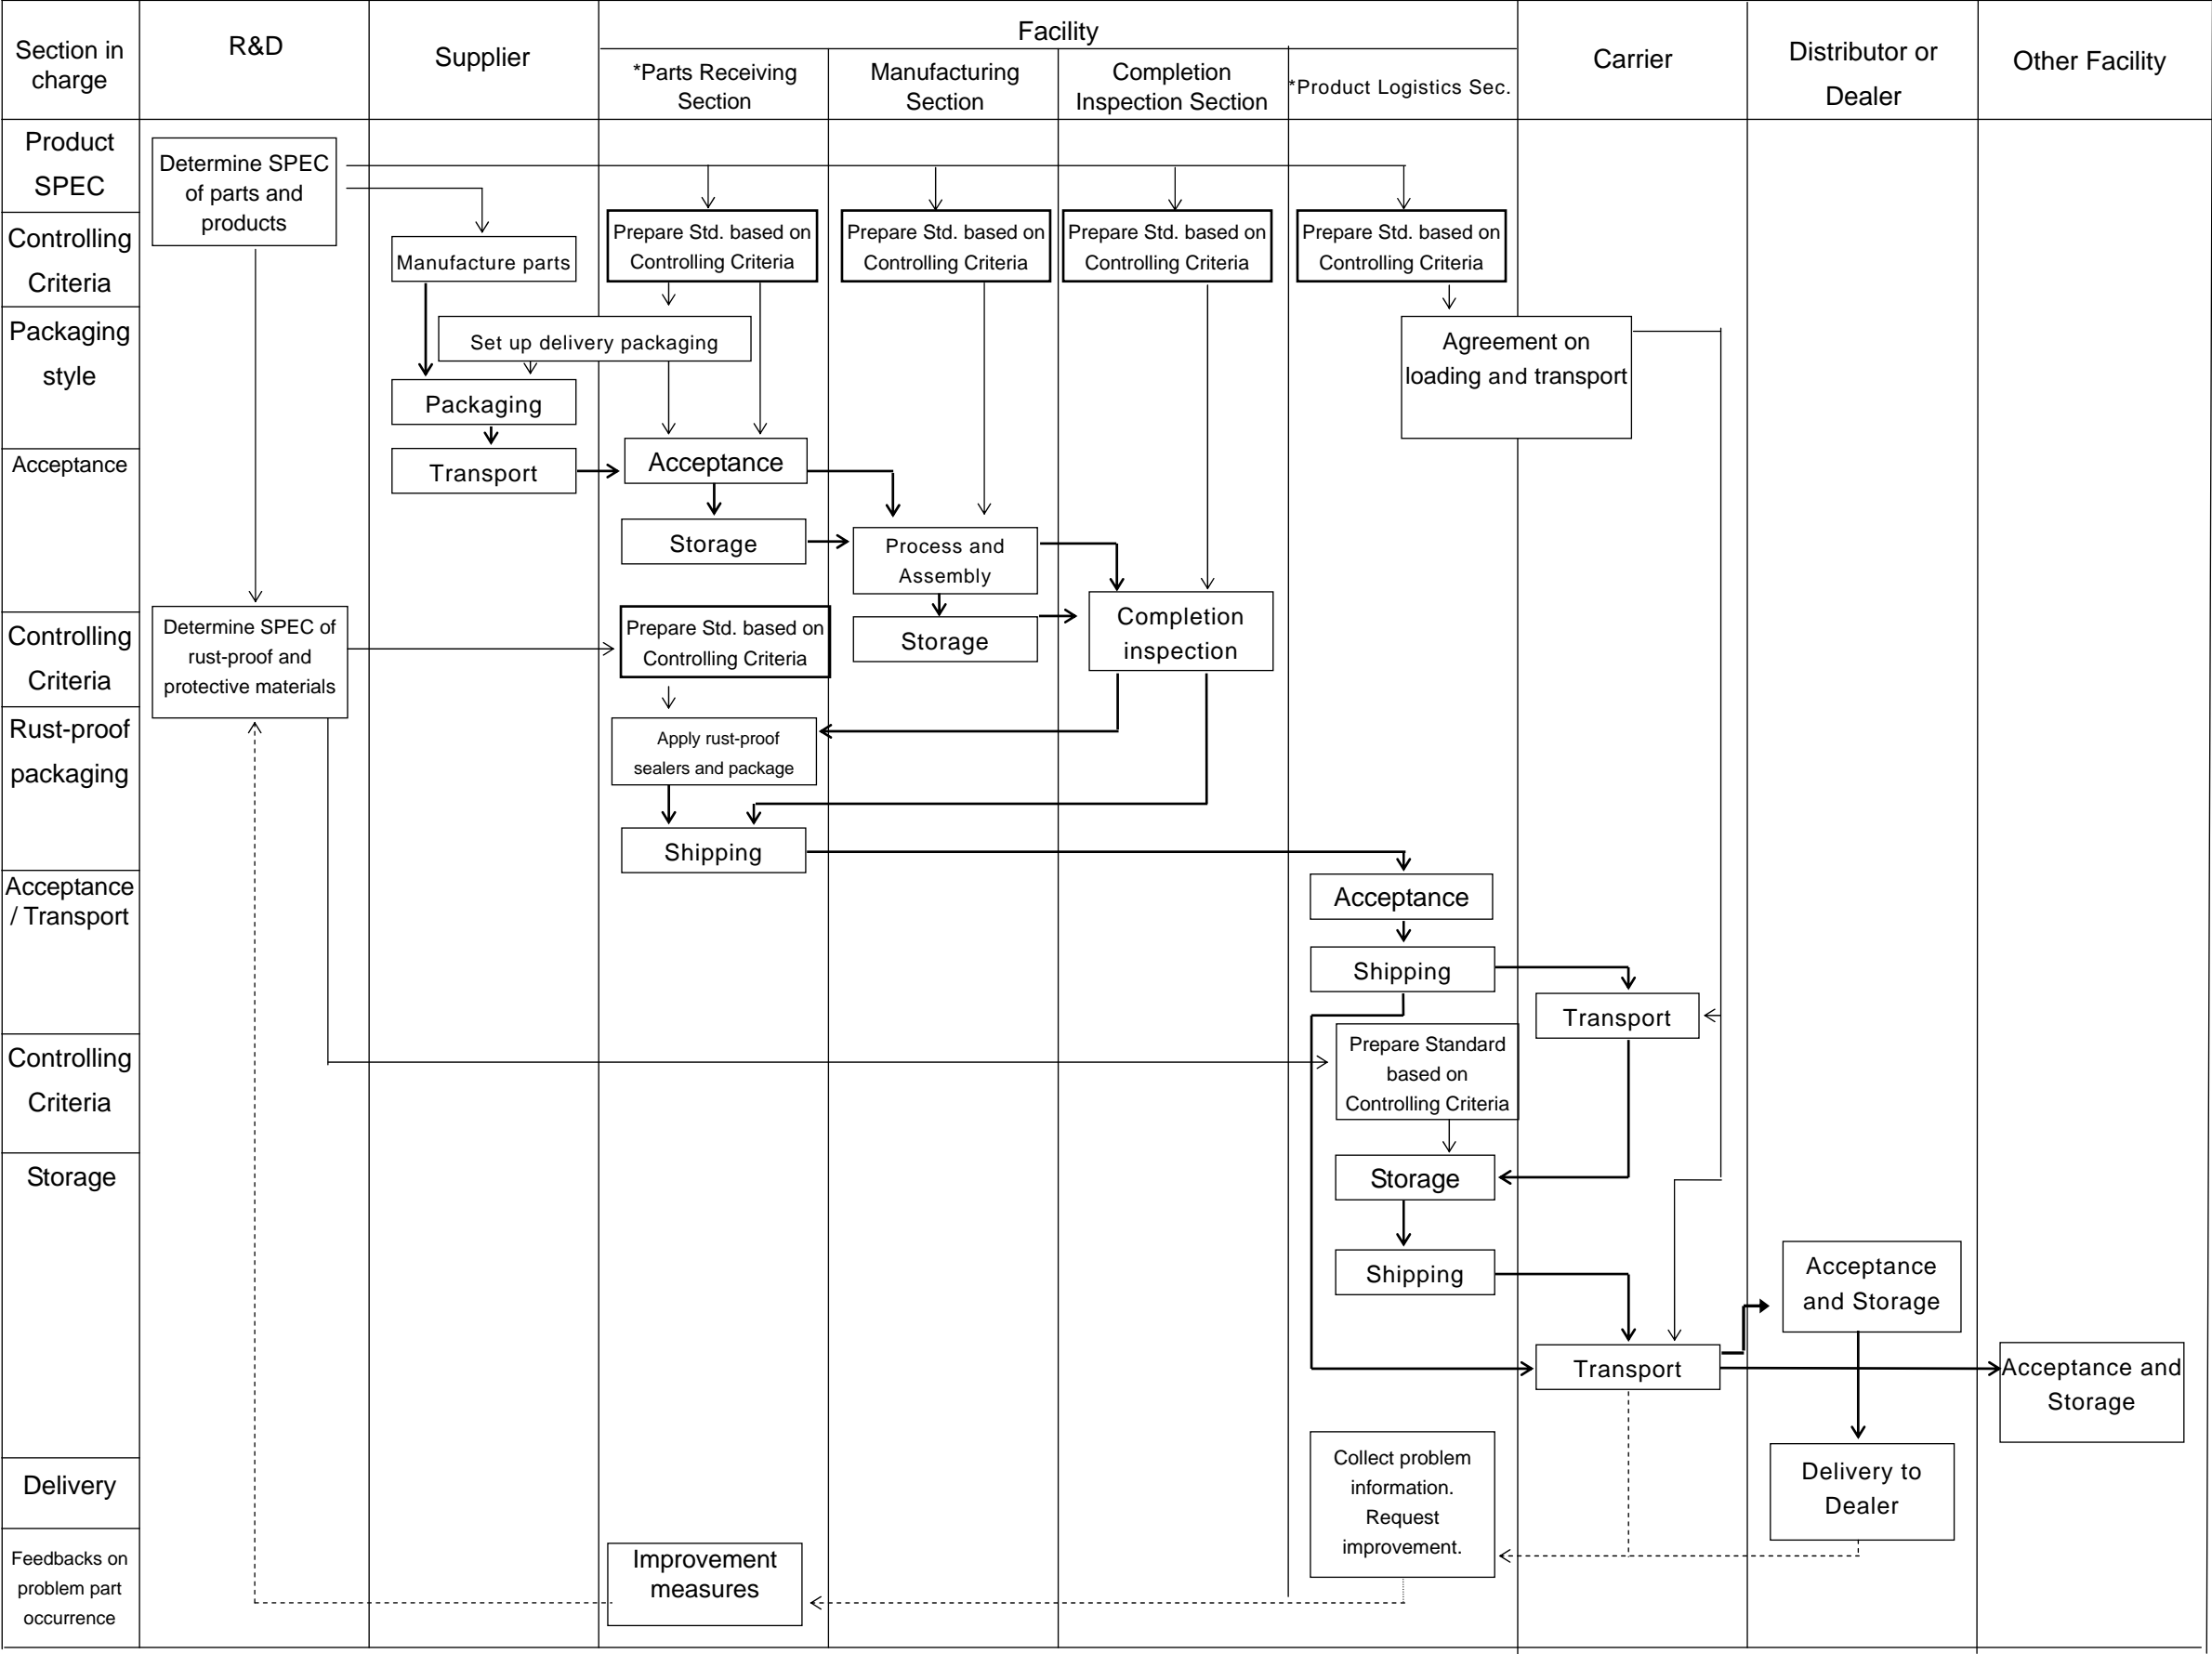 Section in
charge
R&D
Supplier
Facility
*Parts Receiving
Section
Manufacturing
Section
Completion
Inspection Section
*Product Logistics Sec.
Carrier
Distributor or
Dealer
Other Facility
Product
SPEC
Determine SPEC
of parts and
products
Controlling
Criteria
Manufacture parts
Prepare Std. based on
Controlling Criteria
Prepare Std. based on
Controlling Criteria
Prepare Std. based on
Controlling Criteria
Prepare Std. based on
Controlling Criteria
Packaging
style
Set up delivery packaging
Agreement on
loading and transport
Packaging
Acceptance
Transport
Acceptance
Storage
Process and
Assembly
Controlling
Criteria
Determine SPEC of
rust-proof and
protective materials
Prepare Std. based on
Controlling Criteria
Storage
Completion
inspection
Rust-proof
packaging
Apply rust-proof
sealers and package
Shipping
Acceptance
/ Transport
Acceptance
Shipping
Transport
Controlling
Criteria
Prepare Standard
based on
Controlling Criteria
Storage
Storage
Shipping
Acceptance
and Storage
Transport
Acceptance and
Storage
Delivery
Collect problem
information.
Request
improvement.
Delivery to
Dealer
Feedbacks on
problem part
occurrence
Improvement
measures